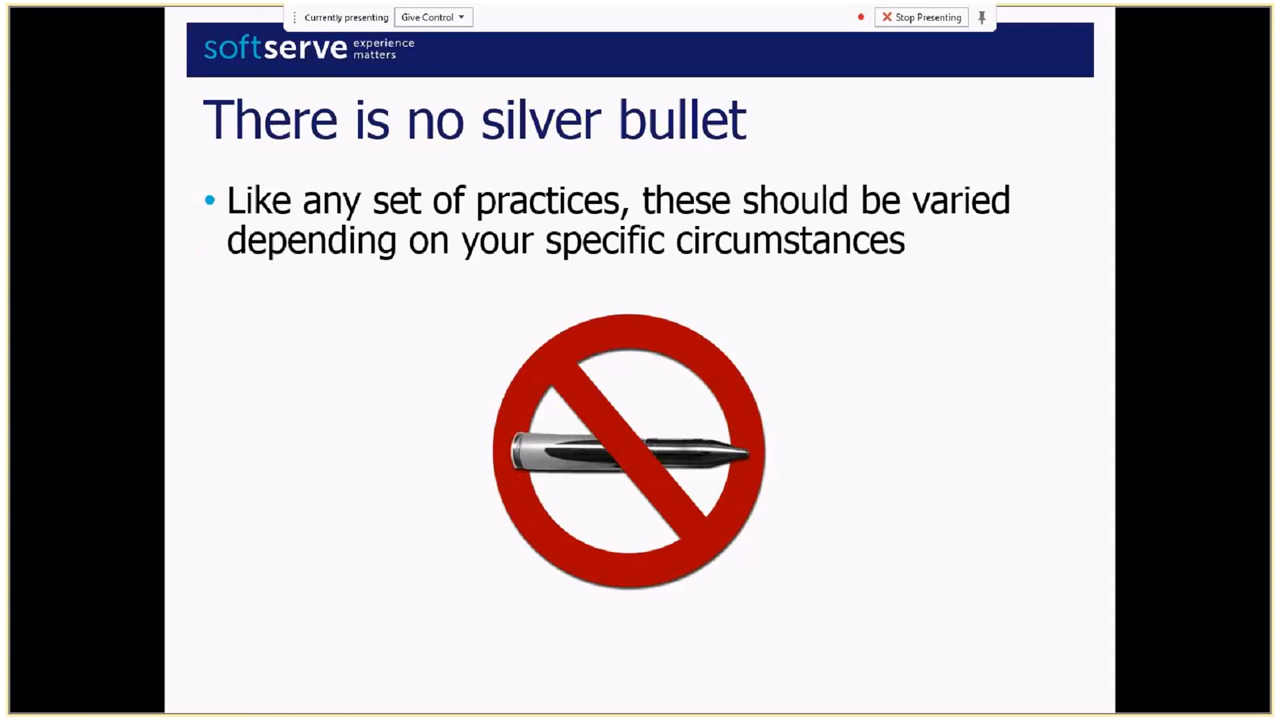 Currently presenting Give Control Stop Presenting
softserve experience
matters
There is no silver bullet
• Like any set of practices, these should be varied
depending on your specific circumstances